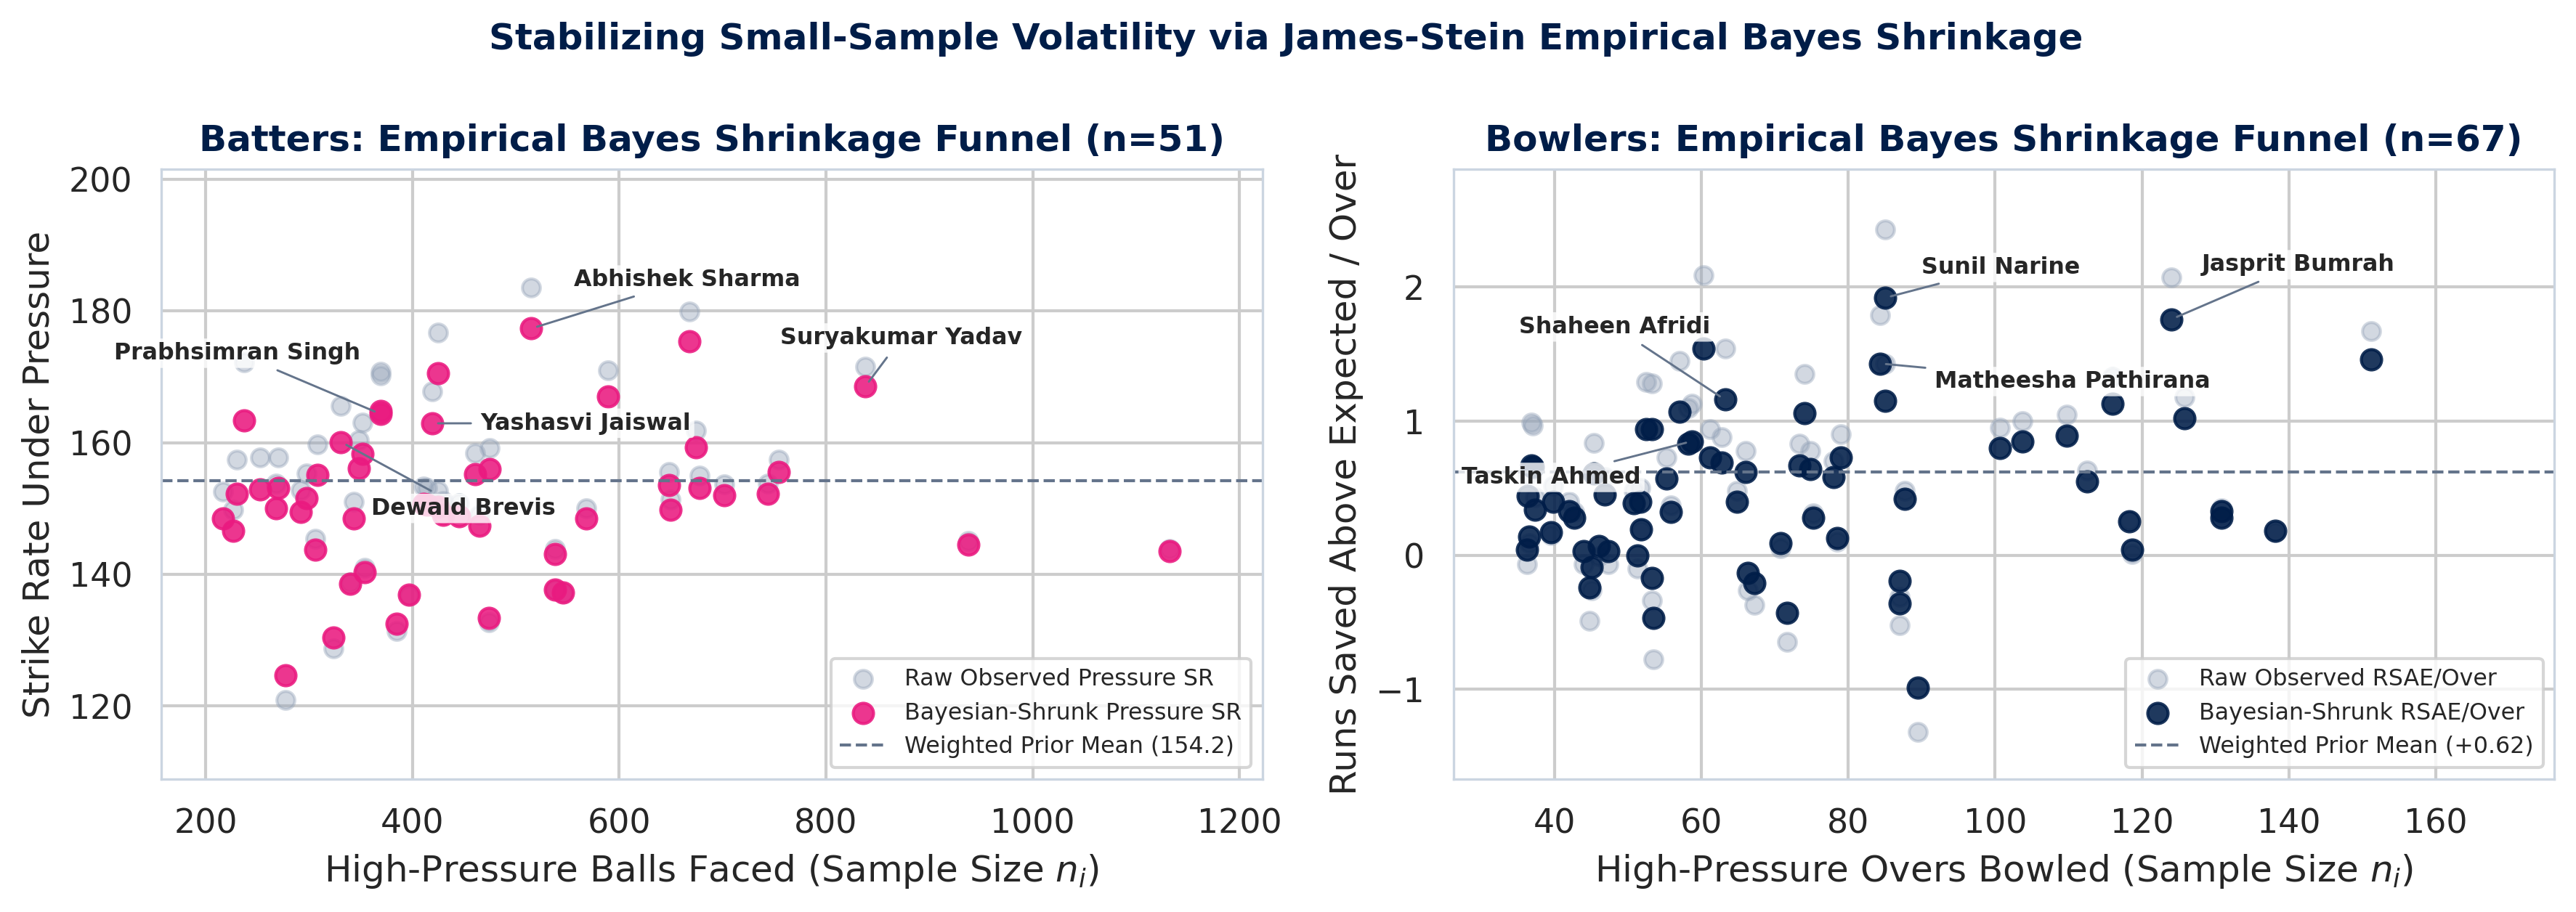 Stabilizing Small-Sample Volatility via James-Stein Empirical Bayes Shrinkage
Batters: Empirical Bayes Shrinkage Funnel (n=51)
Strike Rate Under Pressure
200
180
160
140
120
Abhishek Sharma
Suryakumar Yadav
Prabhsimran Singh
Yashasvi Jaiswal
Dewald Brevis
Raw Observed Pressure SR
Bayesian-Shrunk Pressure SR
Weighted Prior Mean (154.2)
200 400 600 800 1000 1200
High-Pressure Balls Faced (Sample Size nᵢ)
Bowlers: Empirical Bayes Shrinkage Funnel (n=67)
Runs Saved Above Expected / Over
2
1
0
−1
Sunil Narine
Jasprit Bumrah
Shaheen Afridi
Matheesha Pathirana
Taskin Ahmed
Raw Observed RSAE/Over
Bayesian-Shrunk RSAE/Over
Weighted Prior Mean (+0.62)
40 60 80 100 120 140 160
High-Pressure Overs Bowled (Sample Size nᵢ)